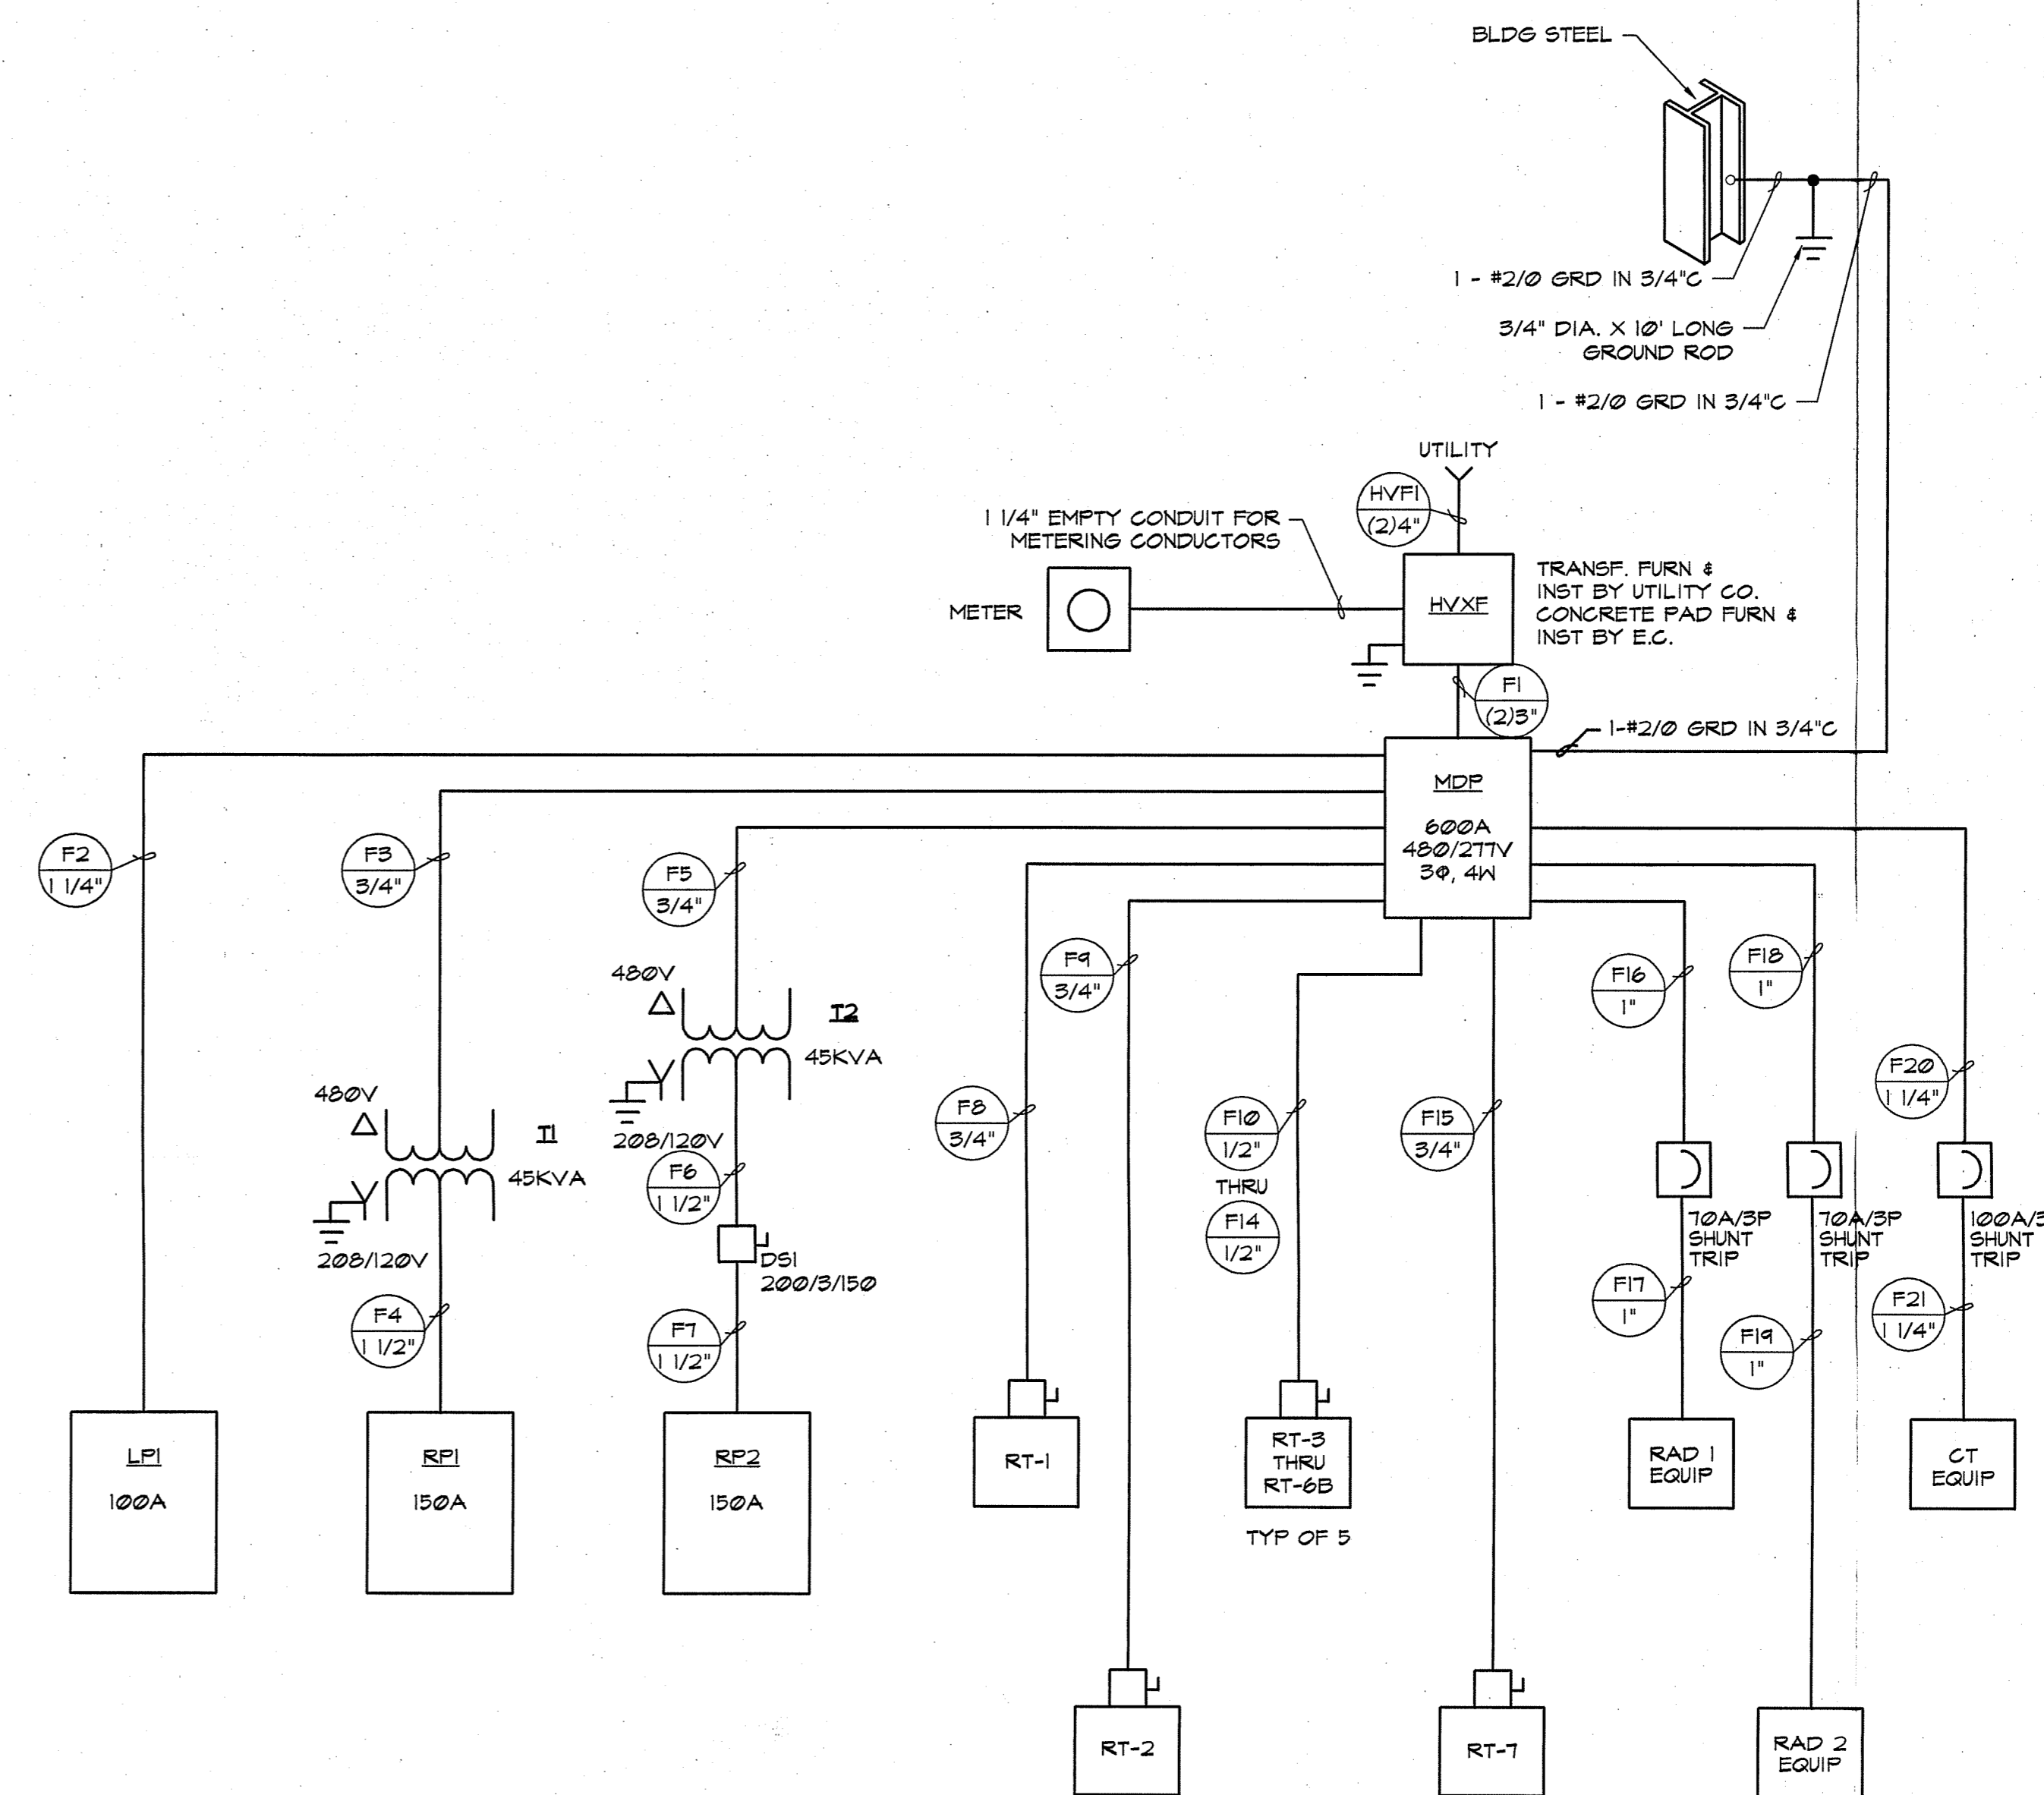 BLDG STEEL
1 - #2/0 GRD IN 3/4"C
3/4" DIA. X 10' LONG
GROUND ROD
1 - #2/0 GRD IN 3/4"C
UTILITY
HVF1
(2)4"
1 1/4" EMPTY CONDUIT FOR
METERING CONDUCTORS
METER
HVXF
TRANSF. FURN &
INST BY UTILITY CO.
CONCRETE PAD FURN &
INST BY E.C.
F1
(2)3"
1-#2/0 GRD IN 3/4"C
MDP
600A
480/277V
3Φ, 4W
F2
1 1/4"
F3
3/4"
F5
3/4"
F9
3/4"
F16
1"
F18
1"
480V
T2
45KVA
208/120V
F20
1 1/4"
480V
T1
45KVA
208/120V
F8
3/4"
F10
1/2"
THRU
F14
1/2"
F15
3/4"
F6
1 1/2"
DS1
200/3/150
70A/3P
SHUNT
TRIP
70A/3P
SHUNT
TRIP
100A/3
SHUNT
TRIP
F4
1 1/2"
F7
1 1/2"
F17
1"
F19
1"
F21
1 1/4"
LP1
100A
RP1
150A
RP2
150A
RT-1
RT-3
THRU
RT-6B
TYP OF 5
RAD 1
EQUIP
CT
EQUIP
RT-2
RT-7
RAD 2
EQUIP